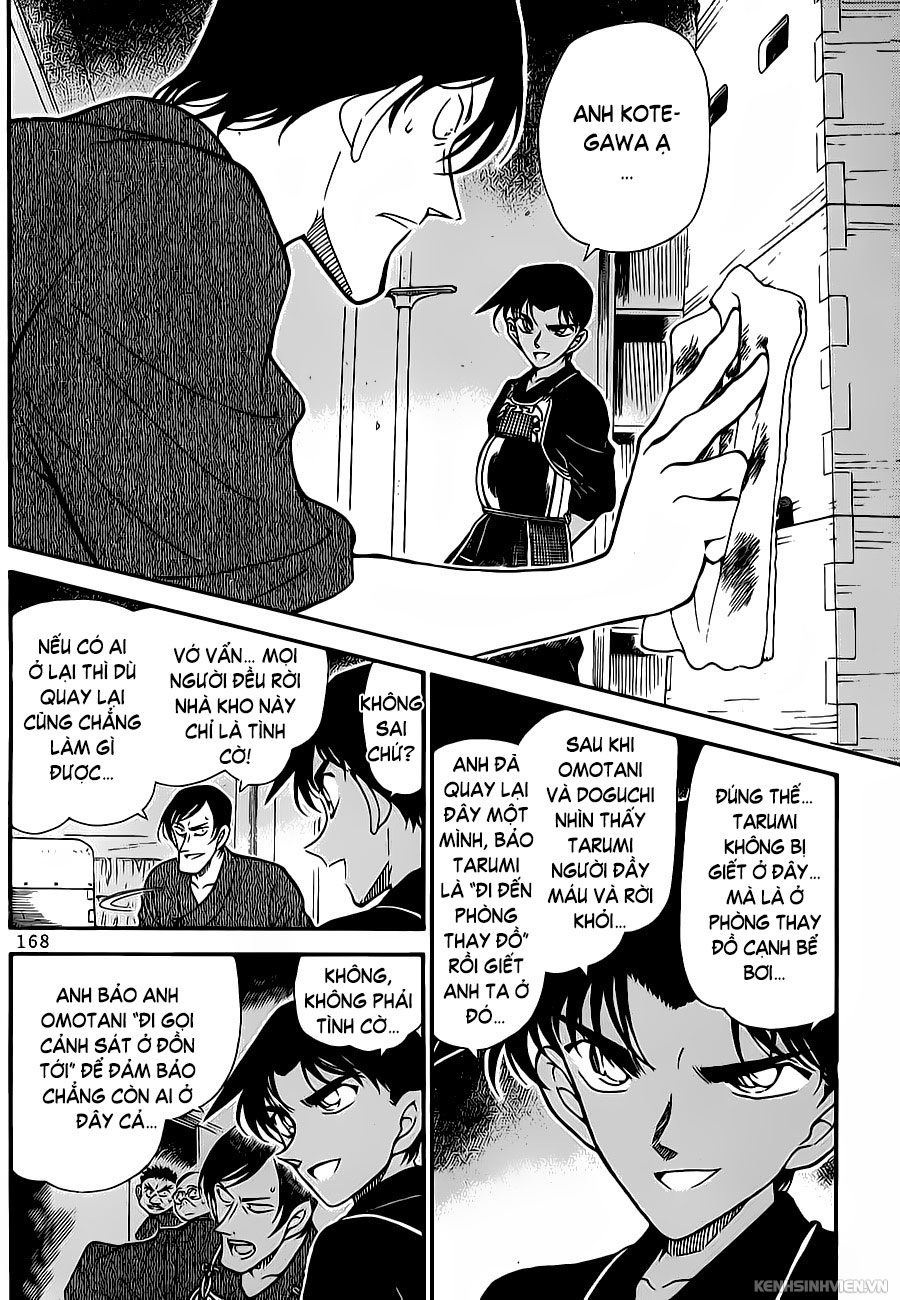 ANH KOTE-
GAWA Ạ
...
ĐÚNG THẾ...
TARUMI
KHÔNG BỊ
GIẾT Ở ĐÂY...
MÀ LÀ Ở
PHÒNG THAY
ĐỒ CẠNH BỂ
BƠI...
SAU KHI
OMOTANI
VÀ DOGUCHI
NHÌN THẤY
TARUMI
NGƯỜI ĐẦY
MÁU VÀ RỜI
KHỎI...
ANH ĐÃ
QUAY LẠI
ĐÂY MỘT
MÌNH, BẢO
TARUMI
LÀ “ĐI ĐẾN
PHÒNG
THAY ĐỒ”
RỒI GIẾT
ANH TA Ở
ĐÓ...
KHÔNG
SAI
CHỨ?
VỚ VẨN... MỌI
NGƯỜI ĐỀU RỜI
NHÀ KHO NÀY
CHỈ LÀ TÌNH
CỜ!
NẾU CÓ AI
Ở LẠI THÌ DÙ
QUAY LẠI
CŨNG CHẲNG
LÀM GÌ
ĐƯỢC...
168
KHÔNG,
KHÔNG PHẢI
TÌNH CỜ...
ANH BẢO ANH
OMOTANI “ĐI GỌI
CẢNH SÁT Ở ĐỒN
TỚI” ĐỂ ĐẢM BẢO
CHẲNG CÒN AI Ở
ĐÂY CẢ...
KENHSINHVIEN.VN